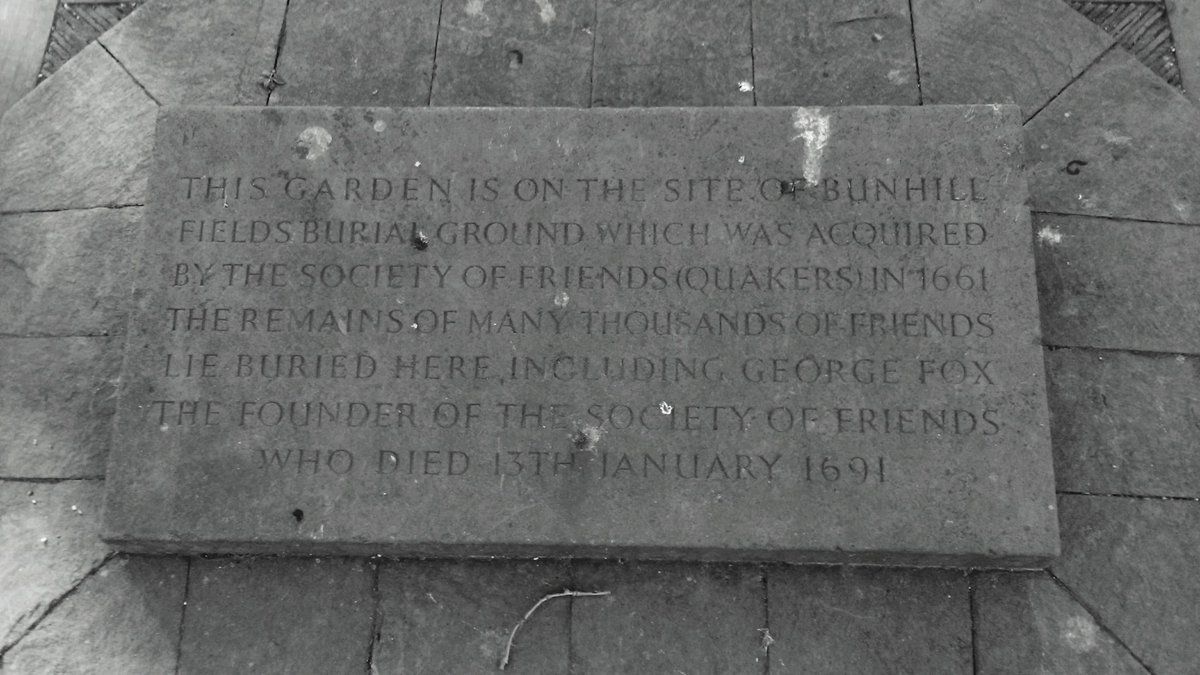 THIS GARDEN IS ON THE SITE OF BUNHILL
FIELDS BURIAL GROUND WHICH WAS ACQUIRED
BY THE SOCIETY OF FRIENDS (QUAKERS) IN 1661
THE REMAINS OF MANY THOUSANDS OF FRIENDS
LIE BURIED HERE, INCLUDING GEORGE FOX
THE FOUNDER OF THE SOCIETY OF FRIENDS
WHO DIED 13TH JANUARY 1691